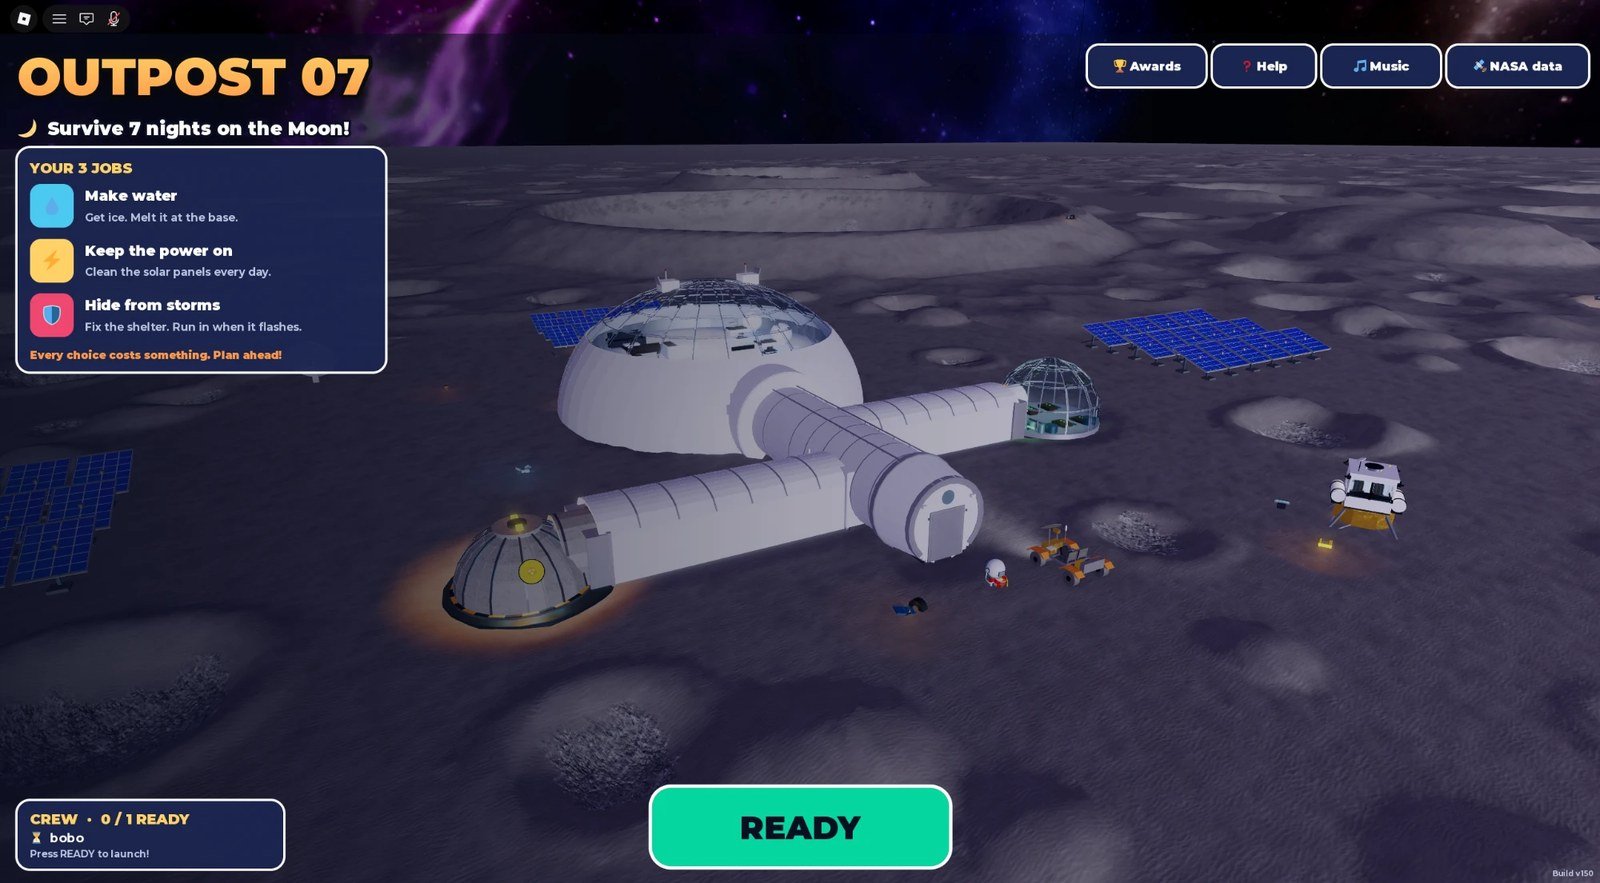 OUTPOST 07
Awards
Help
Music
NASA data
Survive 7 nights on the Moon!
YOUR 3 JOBS
Make water
Get ice. Melt it at the base.
Keep the power on
Clean the solar panels every day.
Hide from storms
Fix the shelter. Run in when it flashes.
Every choice costs something. Plan ahead!
CREW • 0 / 1 READY
bobo
Press READY to launch!
READY
Build v150